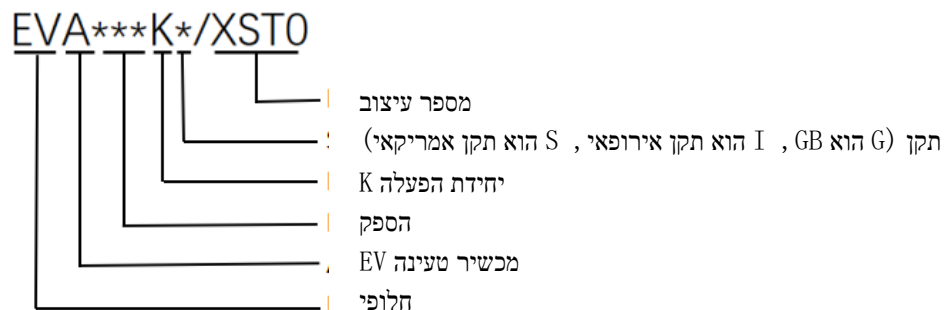 EVA***K*/XST0
מספר עיצוב
תקן (G הוא GB, I הוא תקן אירופאי, S הוא תקן אמריקאי)
יחידת הפעלה K
הספק
מכשיר טעינה EV
חלופי